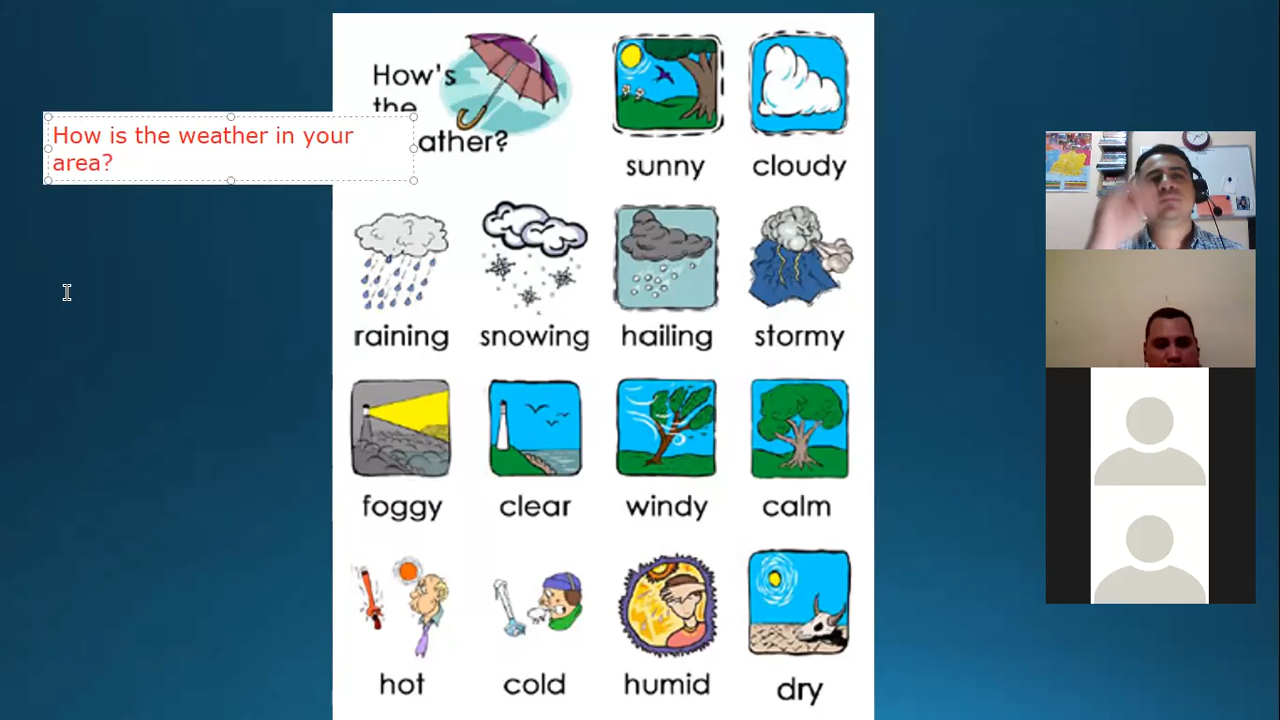 How's
the
ather?
How is the weather in your
area?
sunny cloudy
raining snowing hailing stormy
foggy clear windy calm
hot cold humid dry